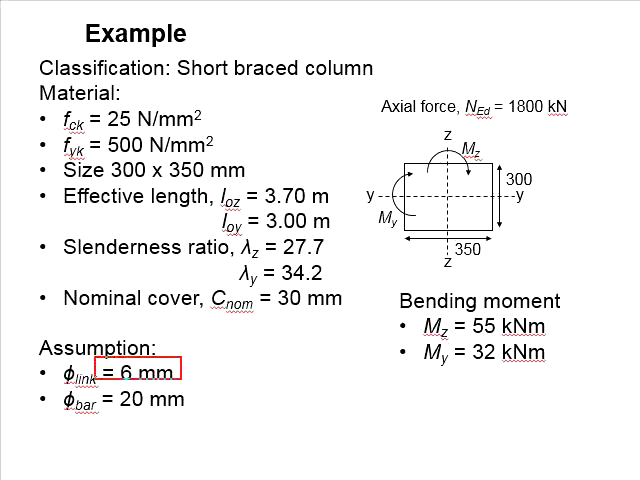 Example
Classification: Short braced column
Material:
• fck = 25 N/mm²
• fyk = 500 N/mm²
• Size 300 x 350 mm
• Effective length, loz = 3.70 m
loy = 3.00 m
• Slenderness ratio, λz = 27.7
λy = 34.2
• Nominal cover, Cnom = 30 mm
Assumption:
• ϕlink = 6 mm
• ϕbar = 20 mm
Axial force, NEd = 1800 kN
z
Mz
300
y
y
My
350
z
Bending moment
• Mz = 55 kNm
• My = 32 kNm